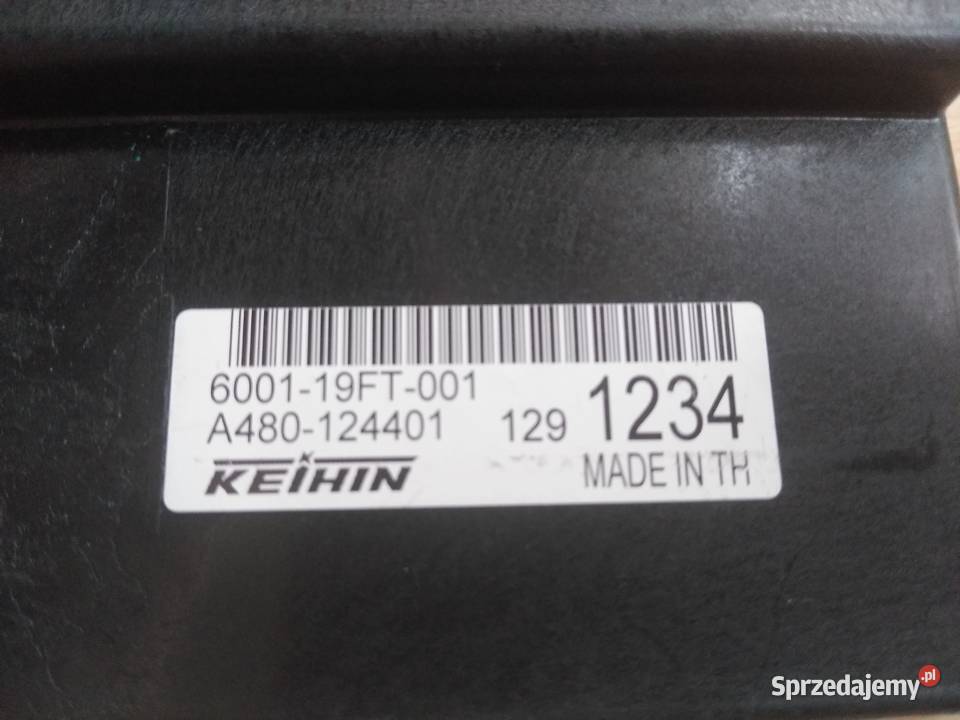 6001-19FT-001
A480-124401 129 1234
KEIHIN MADE IN TH
Sprzedajemy.pl